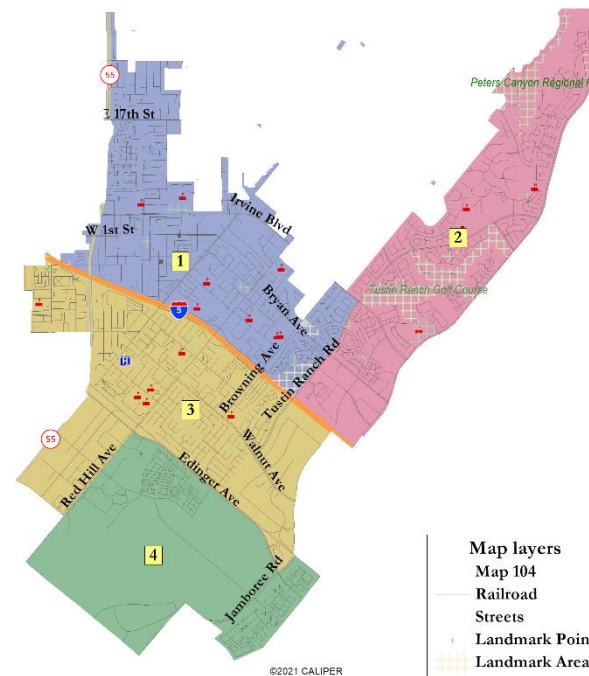 55
E 17th St
Peters Canyon Regional P
Irvine Blvd
W 1st St
1
2
Tustin Ranch Golf Course
5
Bryan Ave
Browning Ave
Tustin Ranch Rd
H
3
55
Red Hill Ave
Edinger Ave
Walnut Ave
4
Jamboree Rd
Map layers
Map 104
Railroad
Streets
Landmark Poin
Landmark Area
©2021 CALIPER